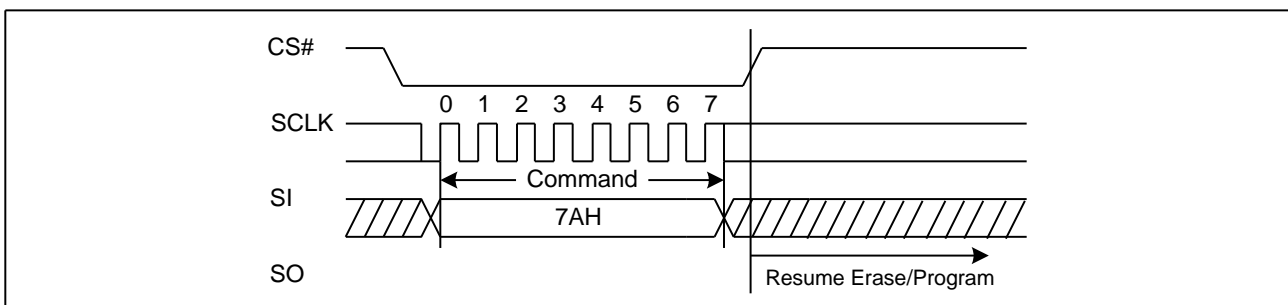 CS#
0 1 2 3 4 5 6 7
SCLK
Command
SI
7AH
SO
Resume Erase/Program